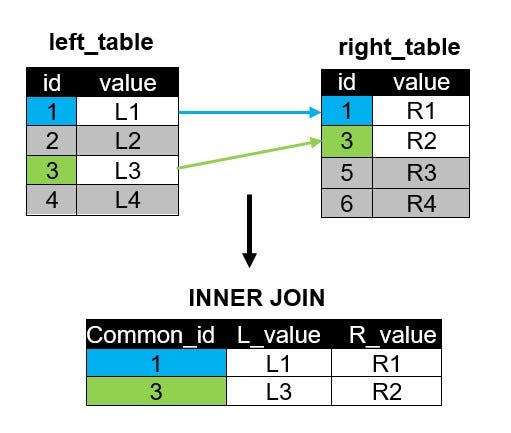 left_table
id value
1 L1
2 L2
3 L3
4 L4
right_table
id value
1 R1
3 R2
5 R3
6 R4
INNER JOIN
Common_id L_value R_value
1 L1 R1
3 L3 R2